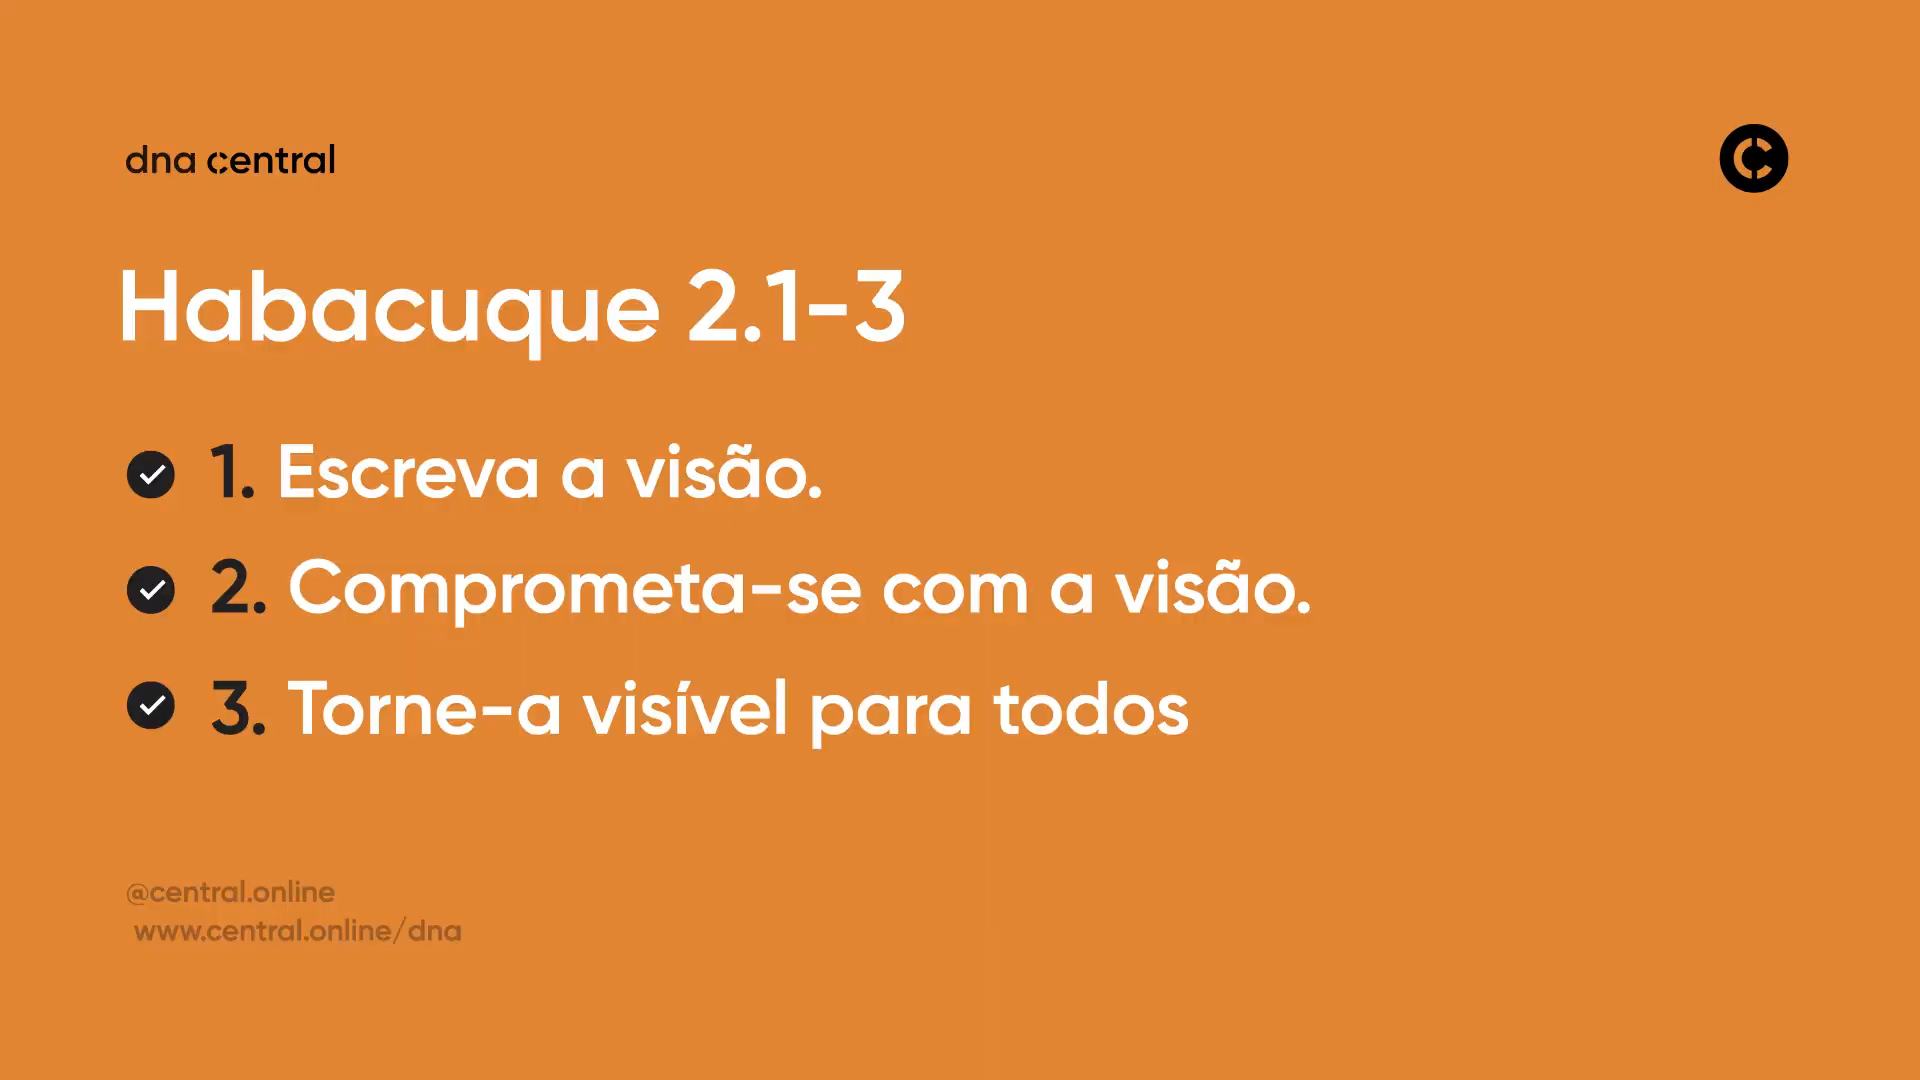 dna central
Habacuque 2.1-3
1. Escreva a visão.
2. Comprometa-se com a visão.
3. Torne-a visível para todos
@central.online
www.central.online/dna